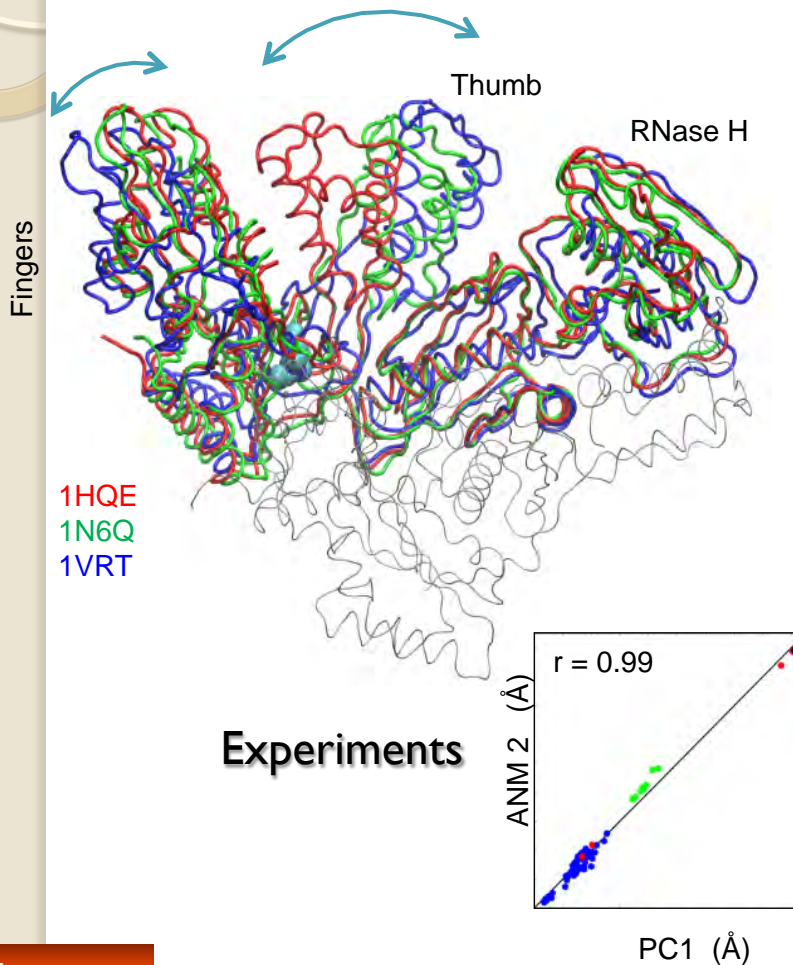 Thumb
RNase H
Fingers
1HQE
1N6Q
1VRT
r = 0.99
ANM 2 (Å)
Experiments
PC1 (Å)